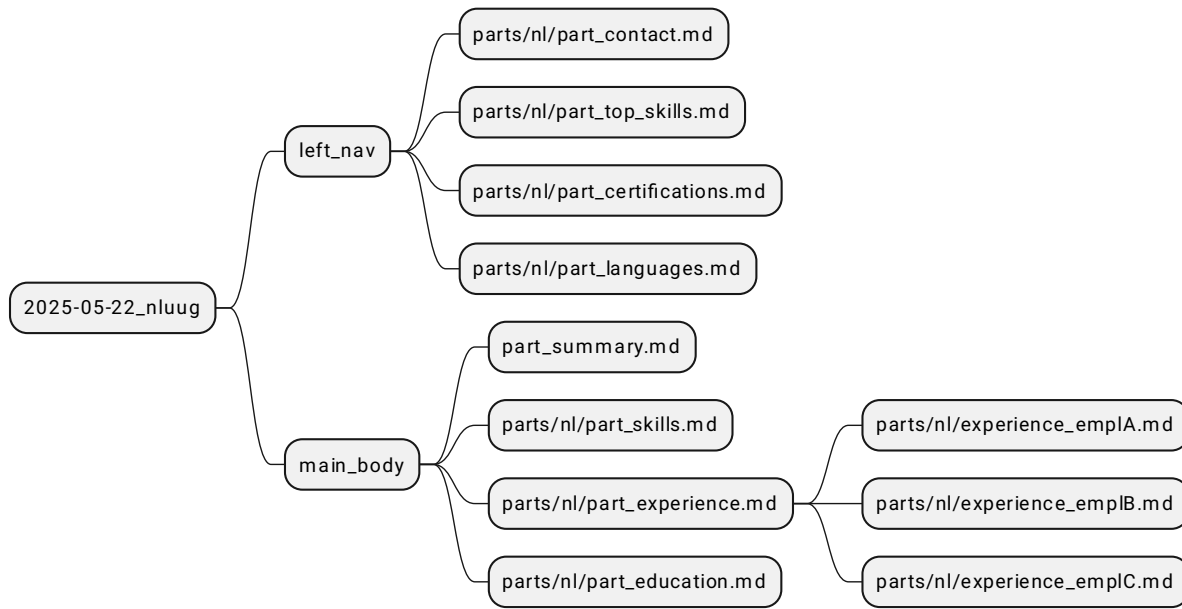 2025-05-22_nluug
left_nav
parts/nl/part_contact.md
parts/nl/part_top_skills.md
parts/nl/part_certifications.md
parts/nl/part_languages.md
main_body
part_summary.md
parts/nl/part_skills.md
parts/nl/part_experience.md
parts/nl/experience_emplA.md
parts/nl/experience_emplB.md
parts/nl/experience_emplC.md
parts/nl/part_education.md